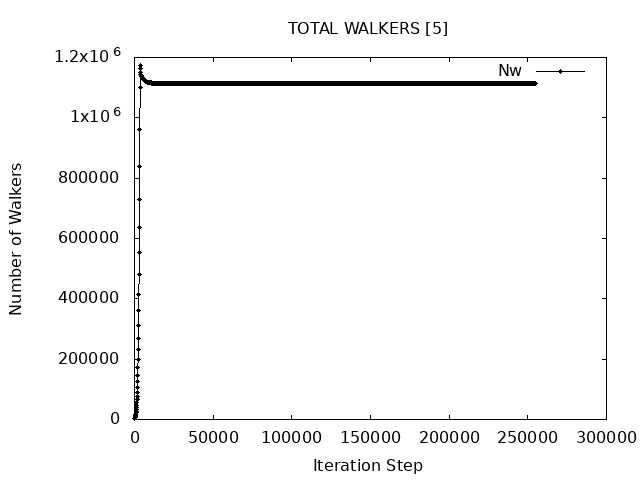 TOTAL WALKERS [5]
Nw
1.2x10^6
1x10^6
800000
600000
400000
200000
0
Number of Walkers
0 50000 100000 150000 200000 250000 300000
Iteration Step